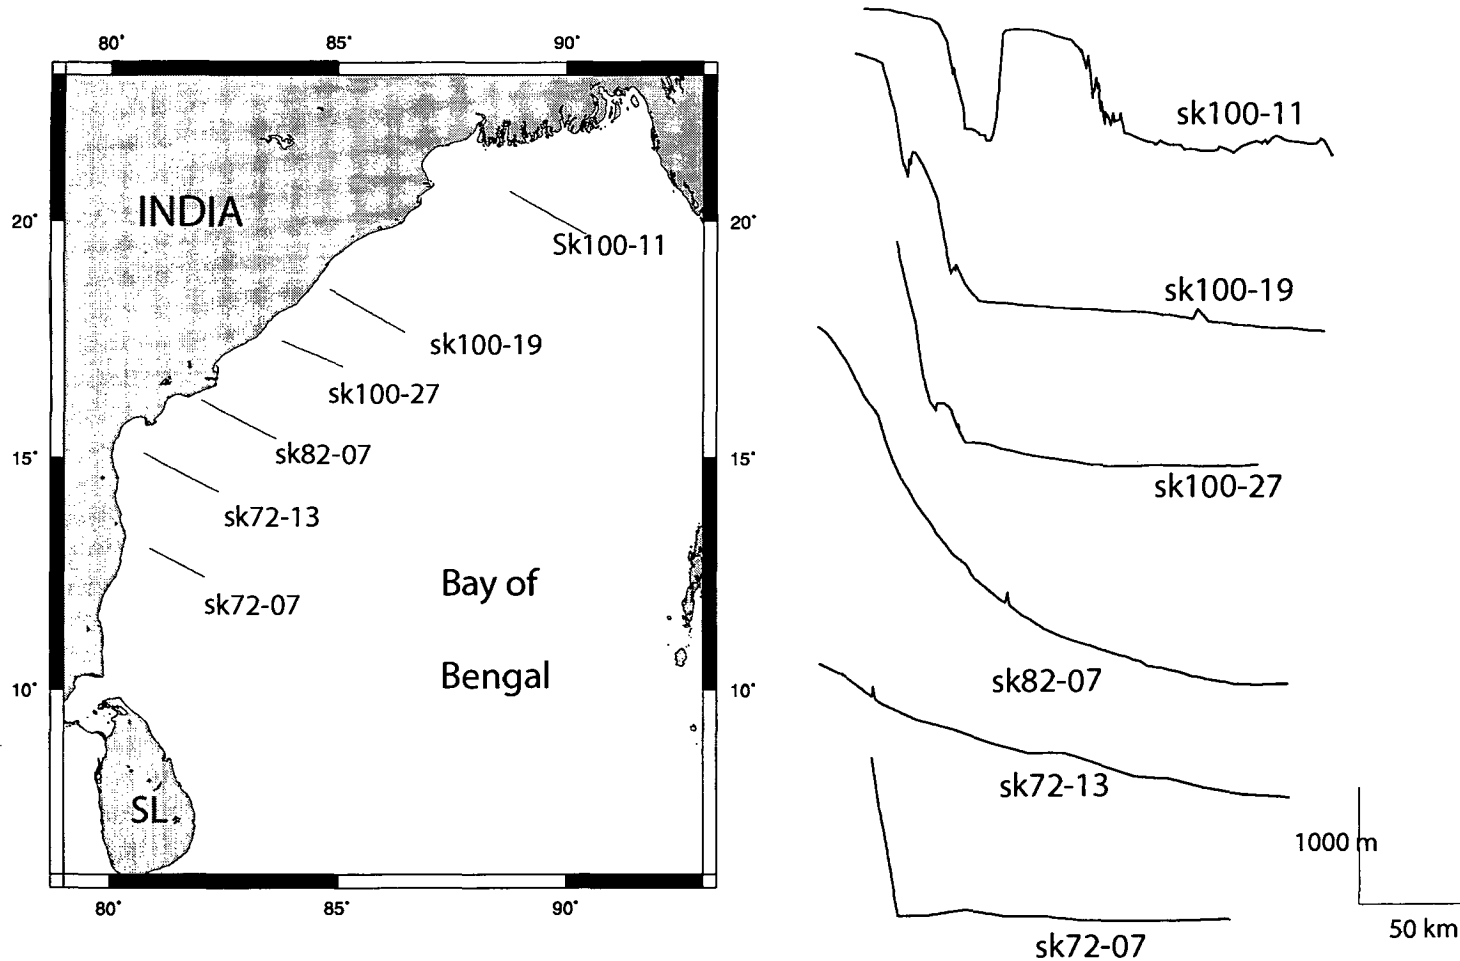 80° 85° 90°
INDIA
20° 20°
Sk100-11
sk100-19
sk100-27
sk82-07
15° 15°
sk72-13
sk72-07
Bay of
Bengal
10° 10°
SL
80° 85° 90°
sk100-11
sk100-19
sk100-27
sk82-07
sk72-13
1000 m
50 km
sk72-07